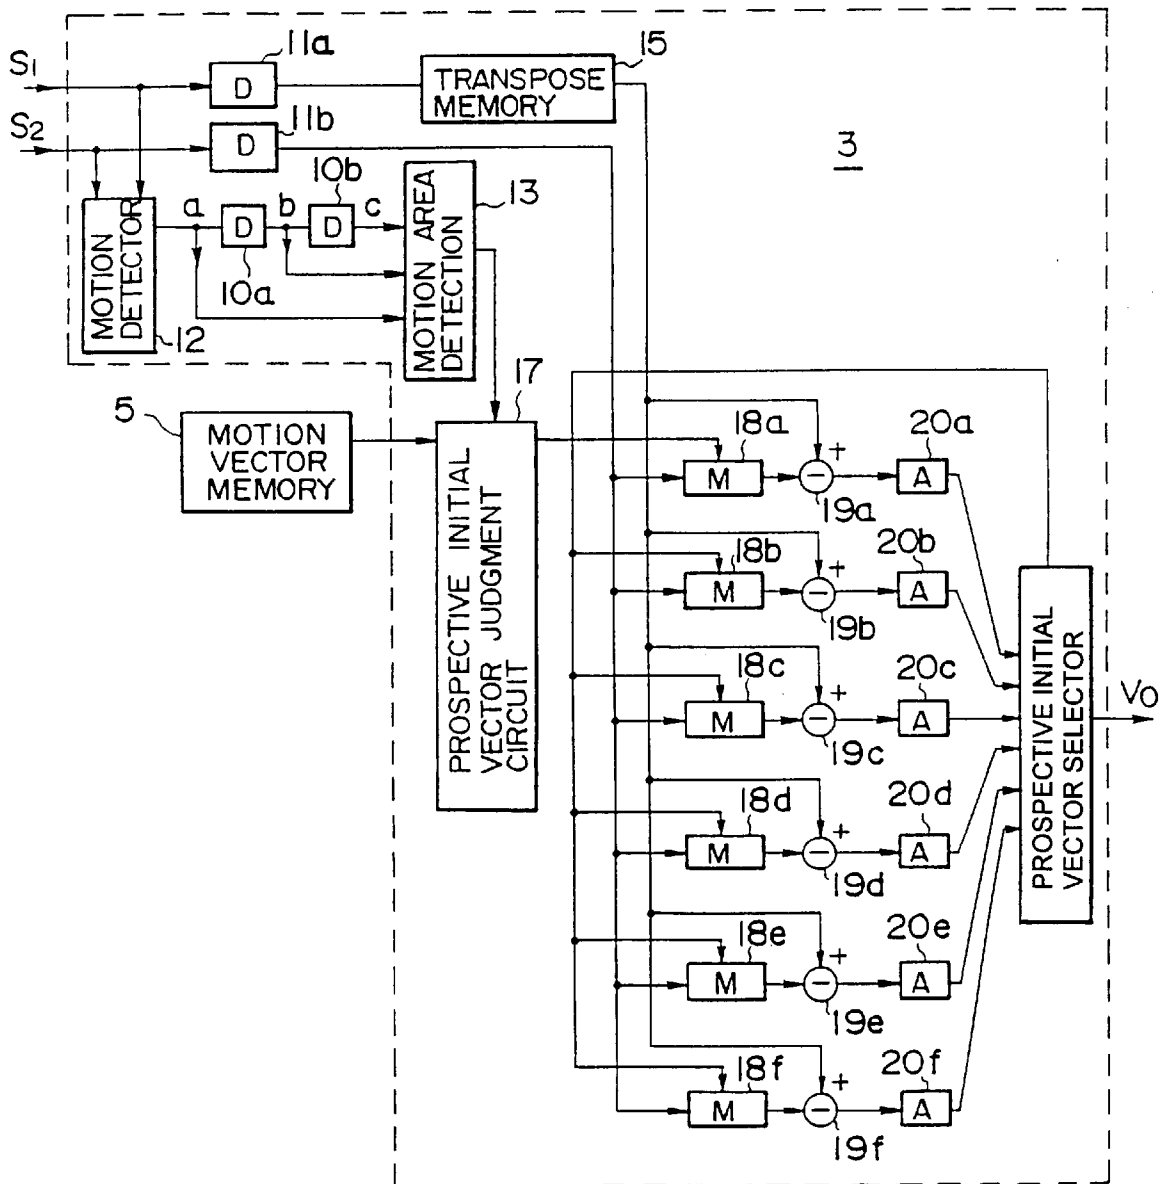 S1
S2
11a
D
11b
D
TRANSPOSE
MEMORY
15
3
MOTION
DETECTOR
12
a
D
10a
b
D
10b
c
MOTION AREA
DETECTION
13
5
MOTION
VECTOR
MEMORY
PROSPECTIVE INITIAL
VECTOR JUDGMENT
CIRCUIT
17
18a
M
+
−
19a
20a
A
18b
M
+
−
19b
20b
A
18c
M
+
−
19c
20c
A
18d
M
+
−
19d
20d
A
18e
M
+
−
19e
20e
A
18f
M
+
−
19f
20f
A
PROSPECTIVE INITIAL
VECTOR SELECTOR
V0